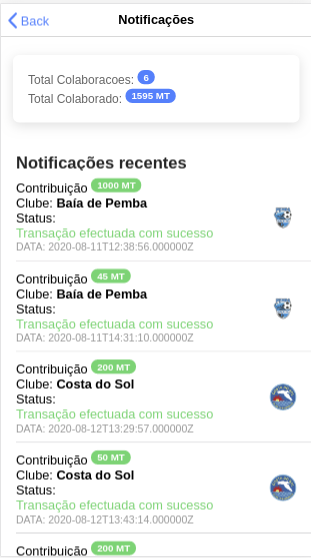 Back
Notificações
Total Colaboracoes: 6
Total Colaborado: 1595 MT
Notificações recentes
Contribuição 1000 MT
Clube: Baía de Pemba
Status:
Transação efectuada com sucesso
DATA: 2020-08-11T12:38:56.000000Z
Contribuição 45 MT
Clube: Baía de Pemba
Status:
Transação efectuada com sucesso
DATA: 2020-08-11T14:31:10.000000Z
Contribuição 200 MT
Clube: Costa do Sol
Status:
Transação efectuada com sucesso
DATA: 2020-08-12T13:29:57.000000Z
Contribuição 50 MT
Clube: Costa do Sol
Status:
Transação efectuada com sucesso
DATA: 2020-08-12T13:43:14.000000Z
Contribuição 200 MT